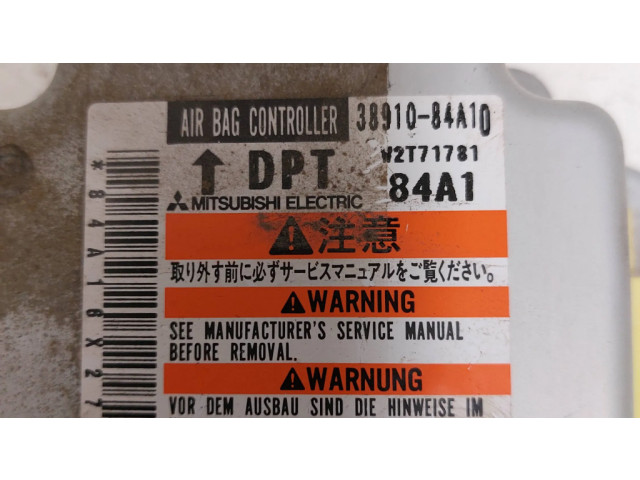 AIR BAG CONTROLLER 38910-84A10
↑ DPT W2T71781
MITSUBISHI ELECTRIC 84A1
⚠注意
取り外す前に必ずサービスマニュアルをご覧ください。
⚠WARNING
SEE MANUFACTURER'S SERVICE MANUAL
BEFORE REMOVAL.
⚠WARNUNG
VOR DEM AUSBAU SIND DIE HINWEISE IM
*84A16X27